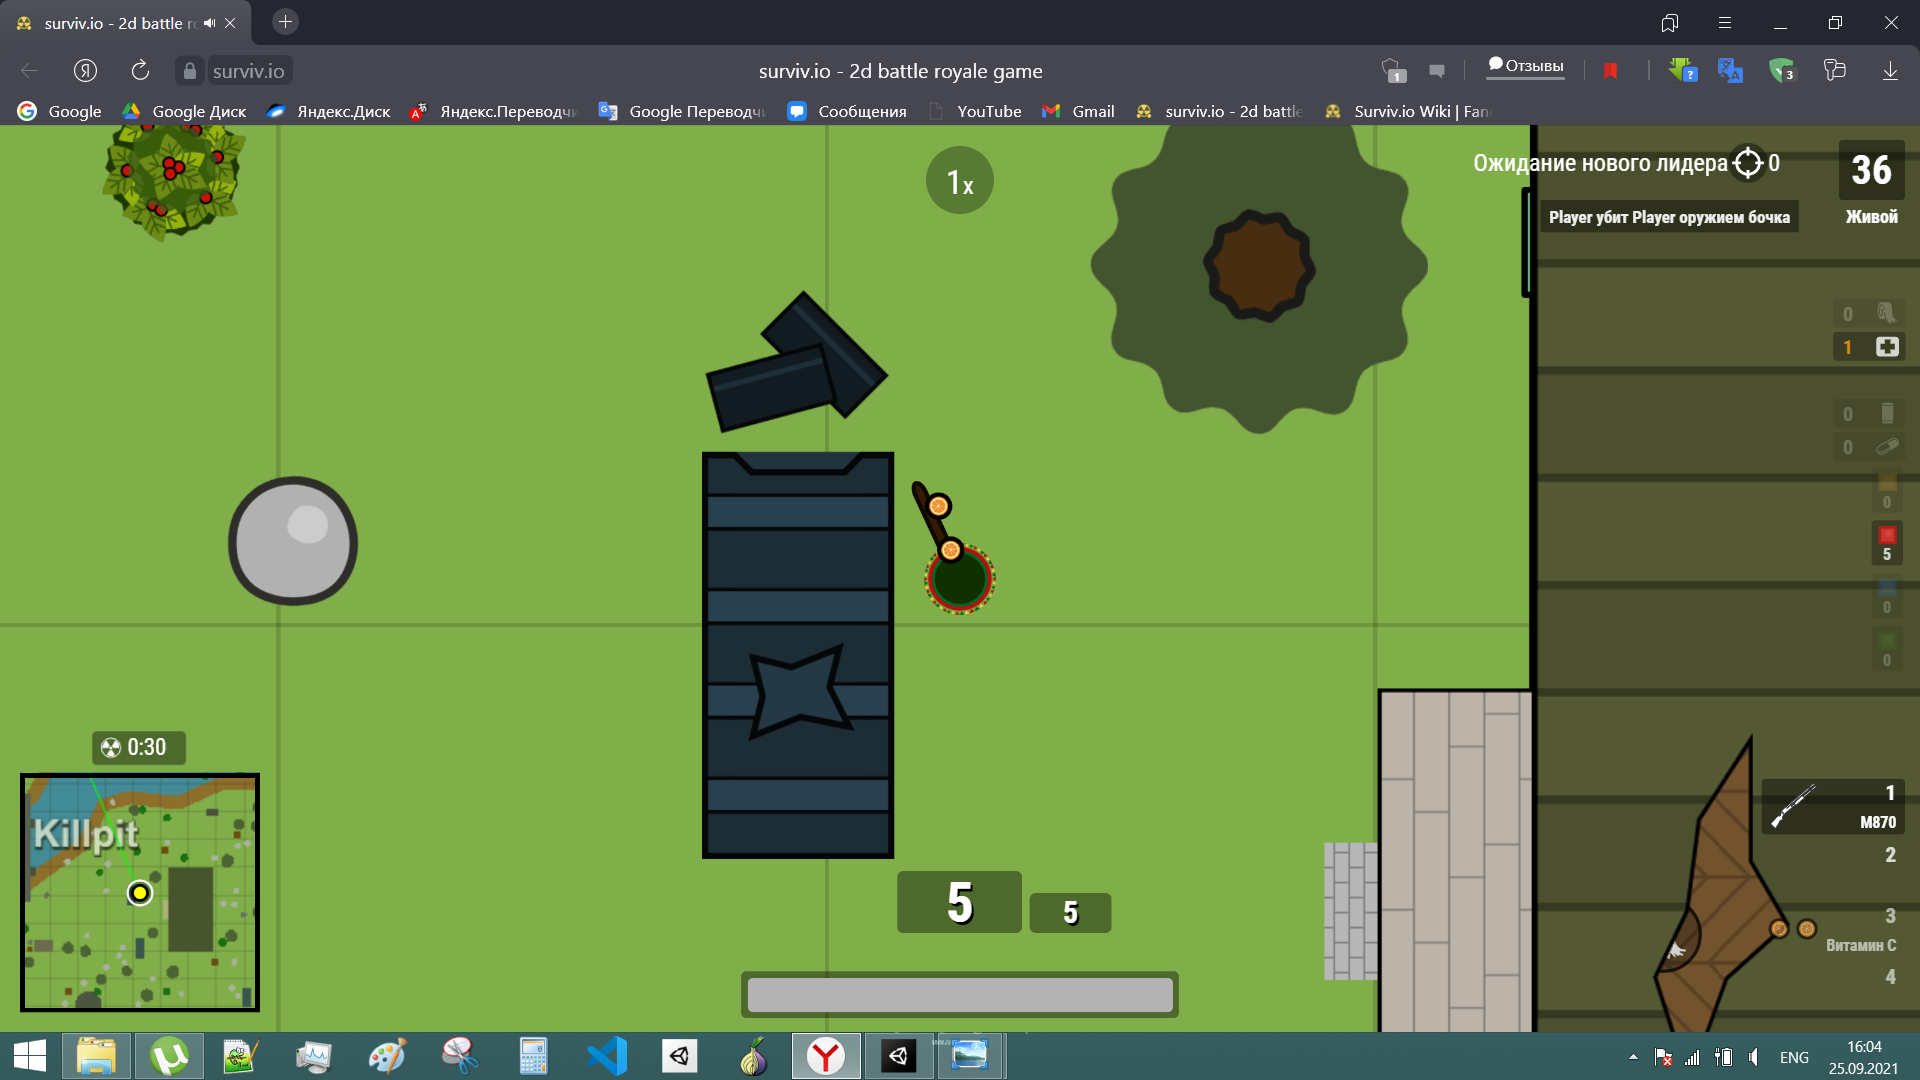 surviv.io - 2d battle r
surviv.io
surviv.io - 2d battle royale game
1
Отзывы
?
3
Google
Google Диск
Яндекс.Диск
Яндекс.Переводч
Google Переводч
Сообщения
YouTube
Gmail
surviv.io - 2d battle
Surviv.io Wiki | Fan
1x
Ожидание нового лидера 0
36
Живой
Player убит Player оружием бочка
0
1
0
0
0
5
0
0
0:30
Killpit
1
M870
2
3
Витамин C
4
5
5
ENG
16:04
25.09.2021